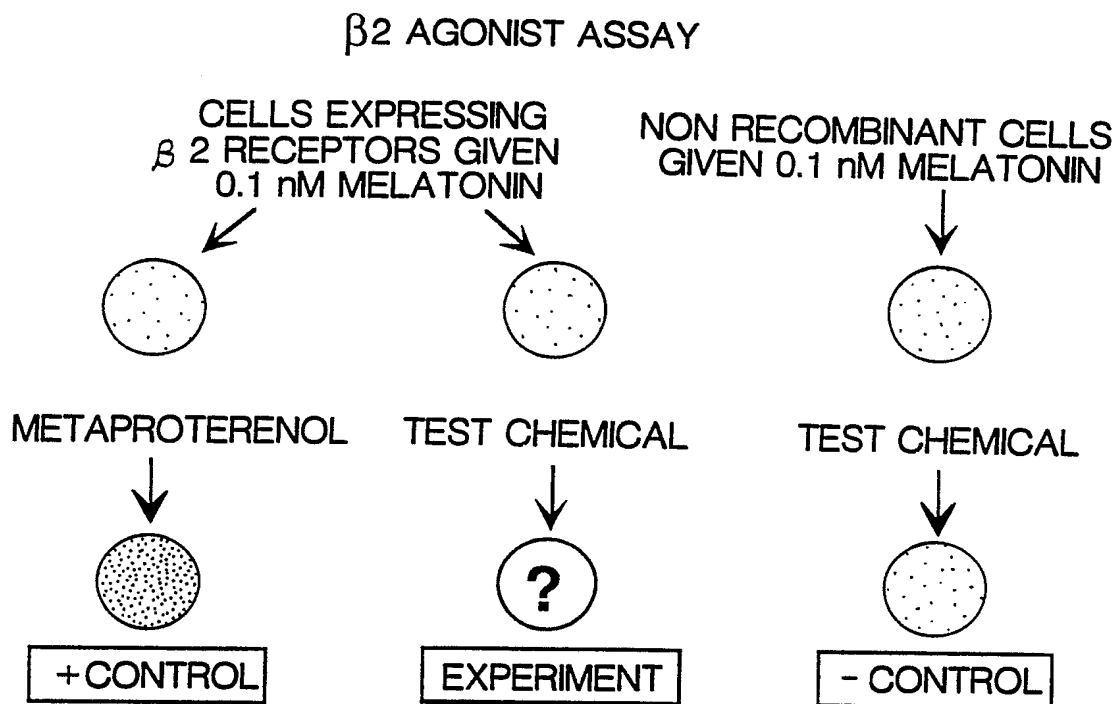 β2 AGONIST ASSAY
CELLS EXPRESSING
β 2 RECEPTORS GIVEN
0.1 nM MELATONIN
NON RECOMBINANT CELLS
GIVEN 0.1 nM MELATONIN
METAPROTERENOL
TEST CHEMICAL
TEST CHEMICAL
?
+CONTROL
EXPERIMENT
- CONTROL